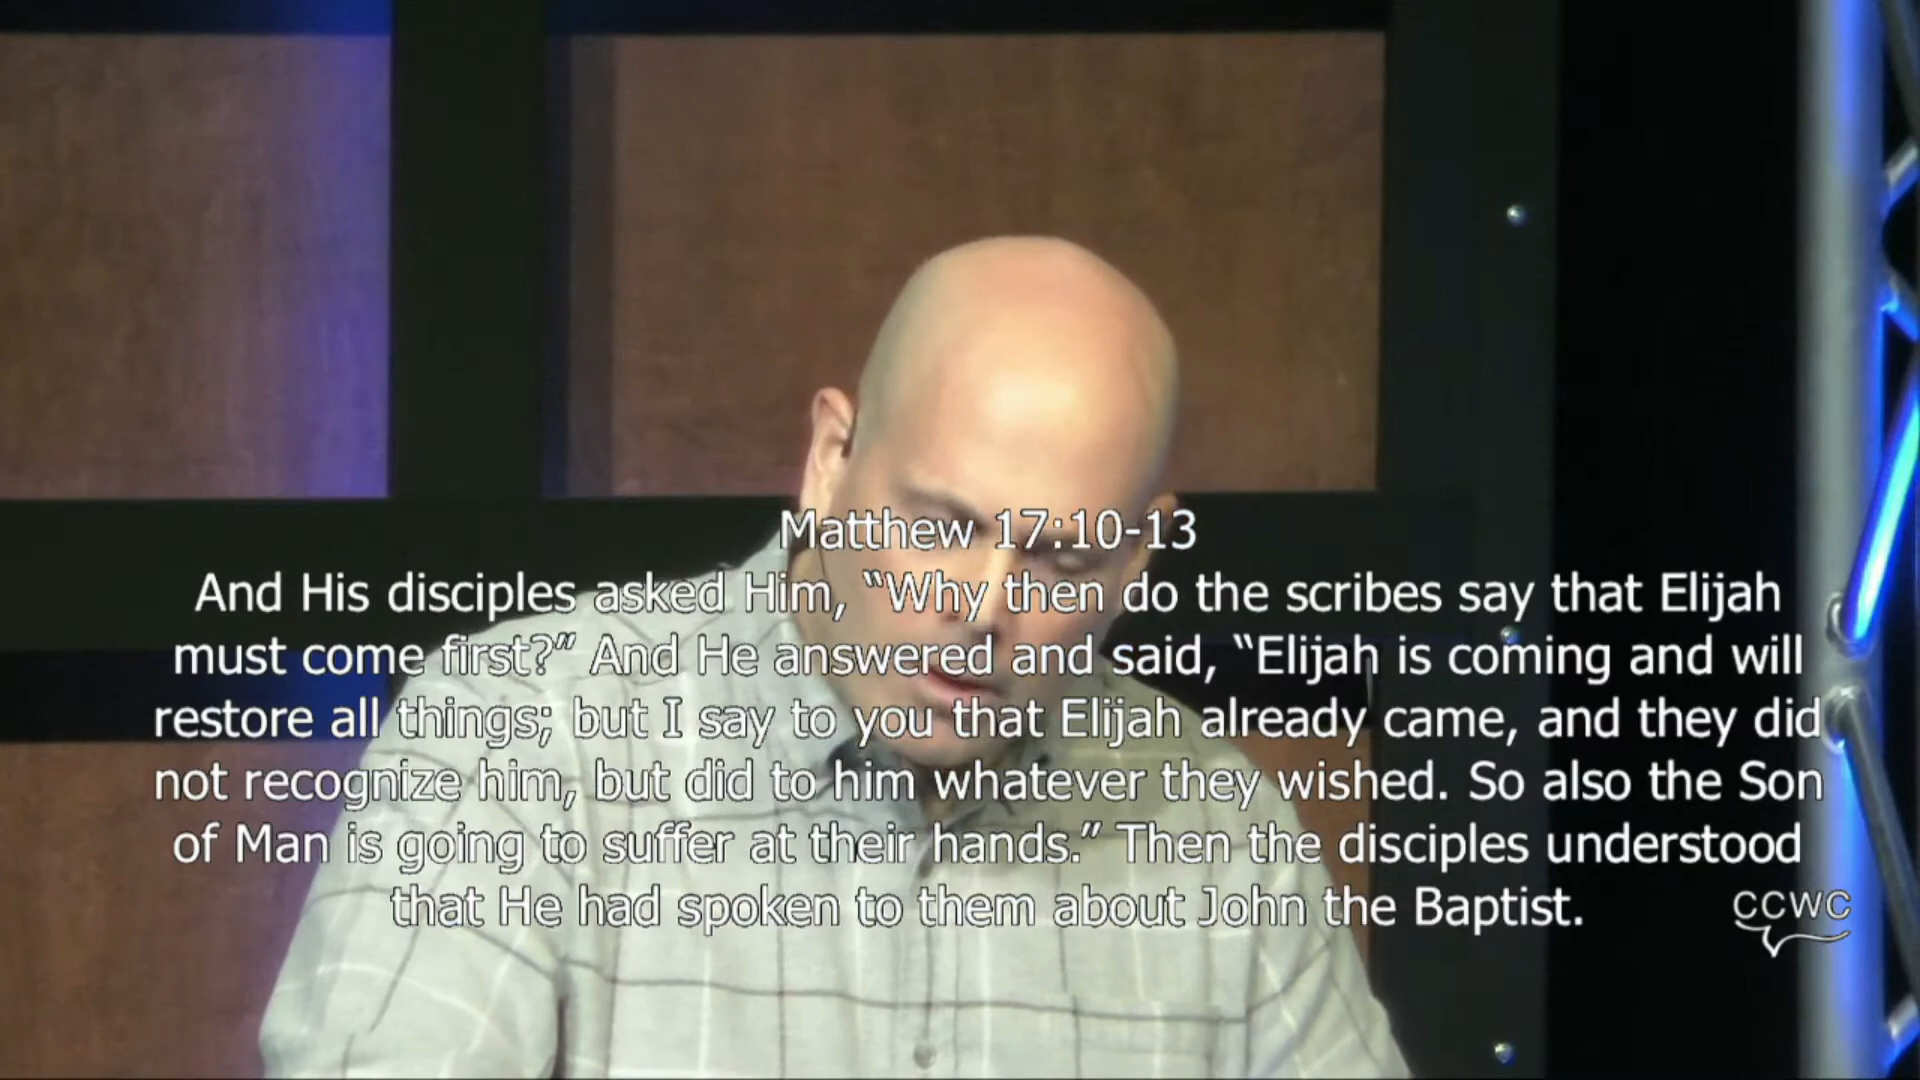 Matthew 17:10-13
And His disciples asked Him, “Why then do the scribes say that Elijah
must come first?” And He answered and said, “Elijah is coming and will
restore all things; but I say to you that Elijah already came, and they did
not recognize him, but did to him whatever they wished. So also the Son
of Man is going to suffer at their hands.” Then the disciples understood
that He had spoken to them about John the Baptist.
CCWC